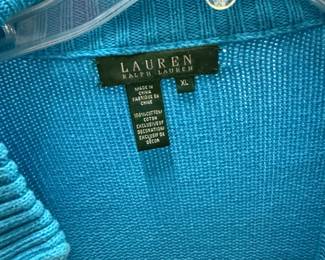 LAUREN
RALPH LAUREN
XL
MADE IN
CHINA
FABRIQUÉ EN
CHINE
100% COTTON/
COTON
EXCLUSIVE OF
DECORATION/
EXCLUSIF DE
DÉCOR